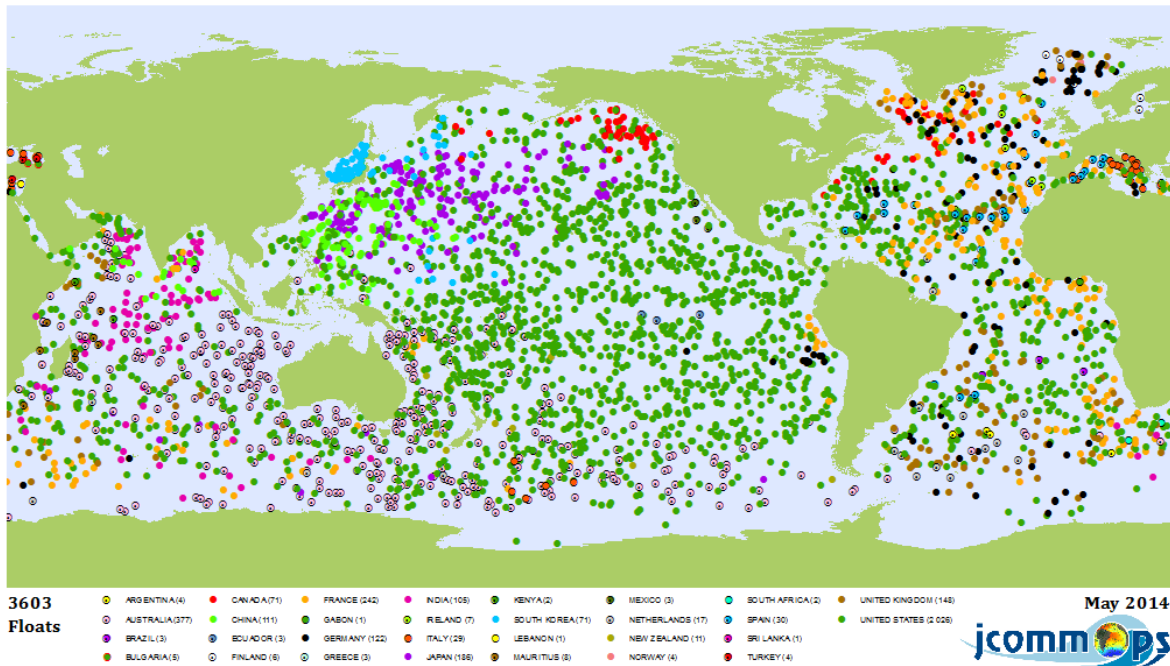 3603
Floats
ARGENTINA (4) CANADA (71) FRANCE (242) INDIA (105) KENYA (2) MEXICO (3) SOUTH AFRICA (2) UNITED KINGDOM (148)
AUSTRALIA (377) CHINA (111) GABON (1) IRELAND (7) SOUTH KOREA (71) NETHERLANDS (17) SPAIN (30) UNITED STATES (2 026)
BRAZIL (3) ECUADOR (3) GERMANY (122) ITALY (29) LEBANON (1) NEW ZEALAND (11) SRI LANKA (1)
BULGARIA (5) FINLAND (6) GREECE (3) JAPAN (186) MAURITIUS (8) NORWAY (4) TURKEY (4)
May 2014
jcommops